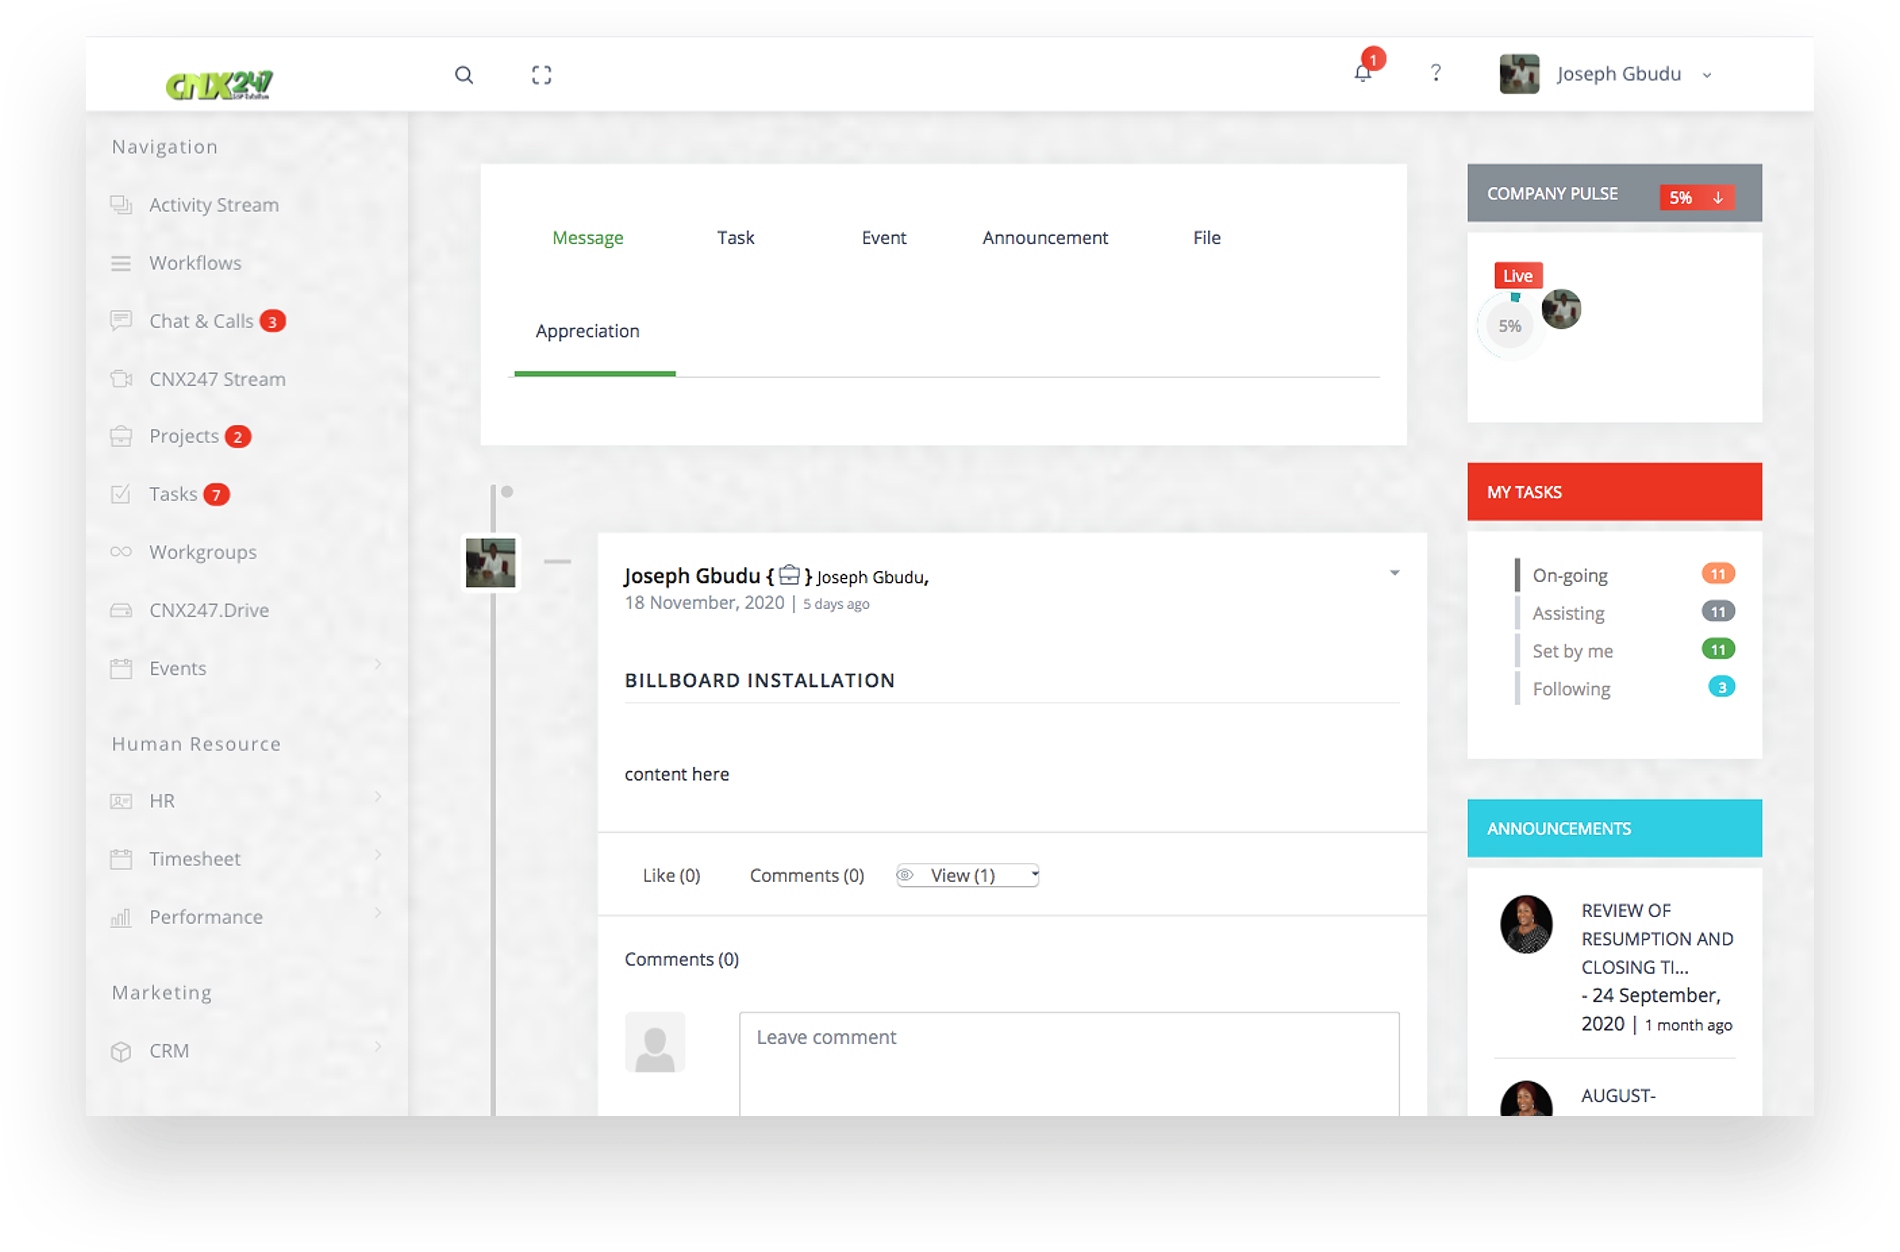 CNX247
1
?
Joseph Gbudu
Navigation
Activity Stream
Workflows
Chat & Calls 3
CNX247 Stream
Projects 2
Tasks 7
Workgroups
CNX247.Drive
Events
Human Resource
HR
Timesheet
Performance
Marketing
CRM
Message
Task
Event
Announcement
File
Appreciation
Joseph Gbudu { } Joseph Gbudu,
18 November, 2020 | 5 days ago
BILLBOARD INSTALLATION
content here
Like (0)
Comments (0)
View (1)
Comments (0)
Leave comment
COMPANY PULSE
5% ↓
Live
5%
MY TASKS
On-going 11
Assisting 11
Set by me 11
Following 3
ANNOUNCEMENTS
REVIEW OF
RESUMPTION AND
CLOSING TI...
- 24 September,
2020 | 1 month ago
AUGUST-